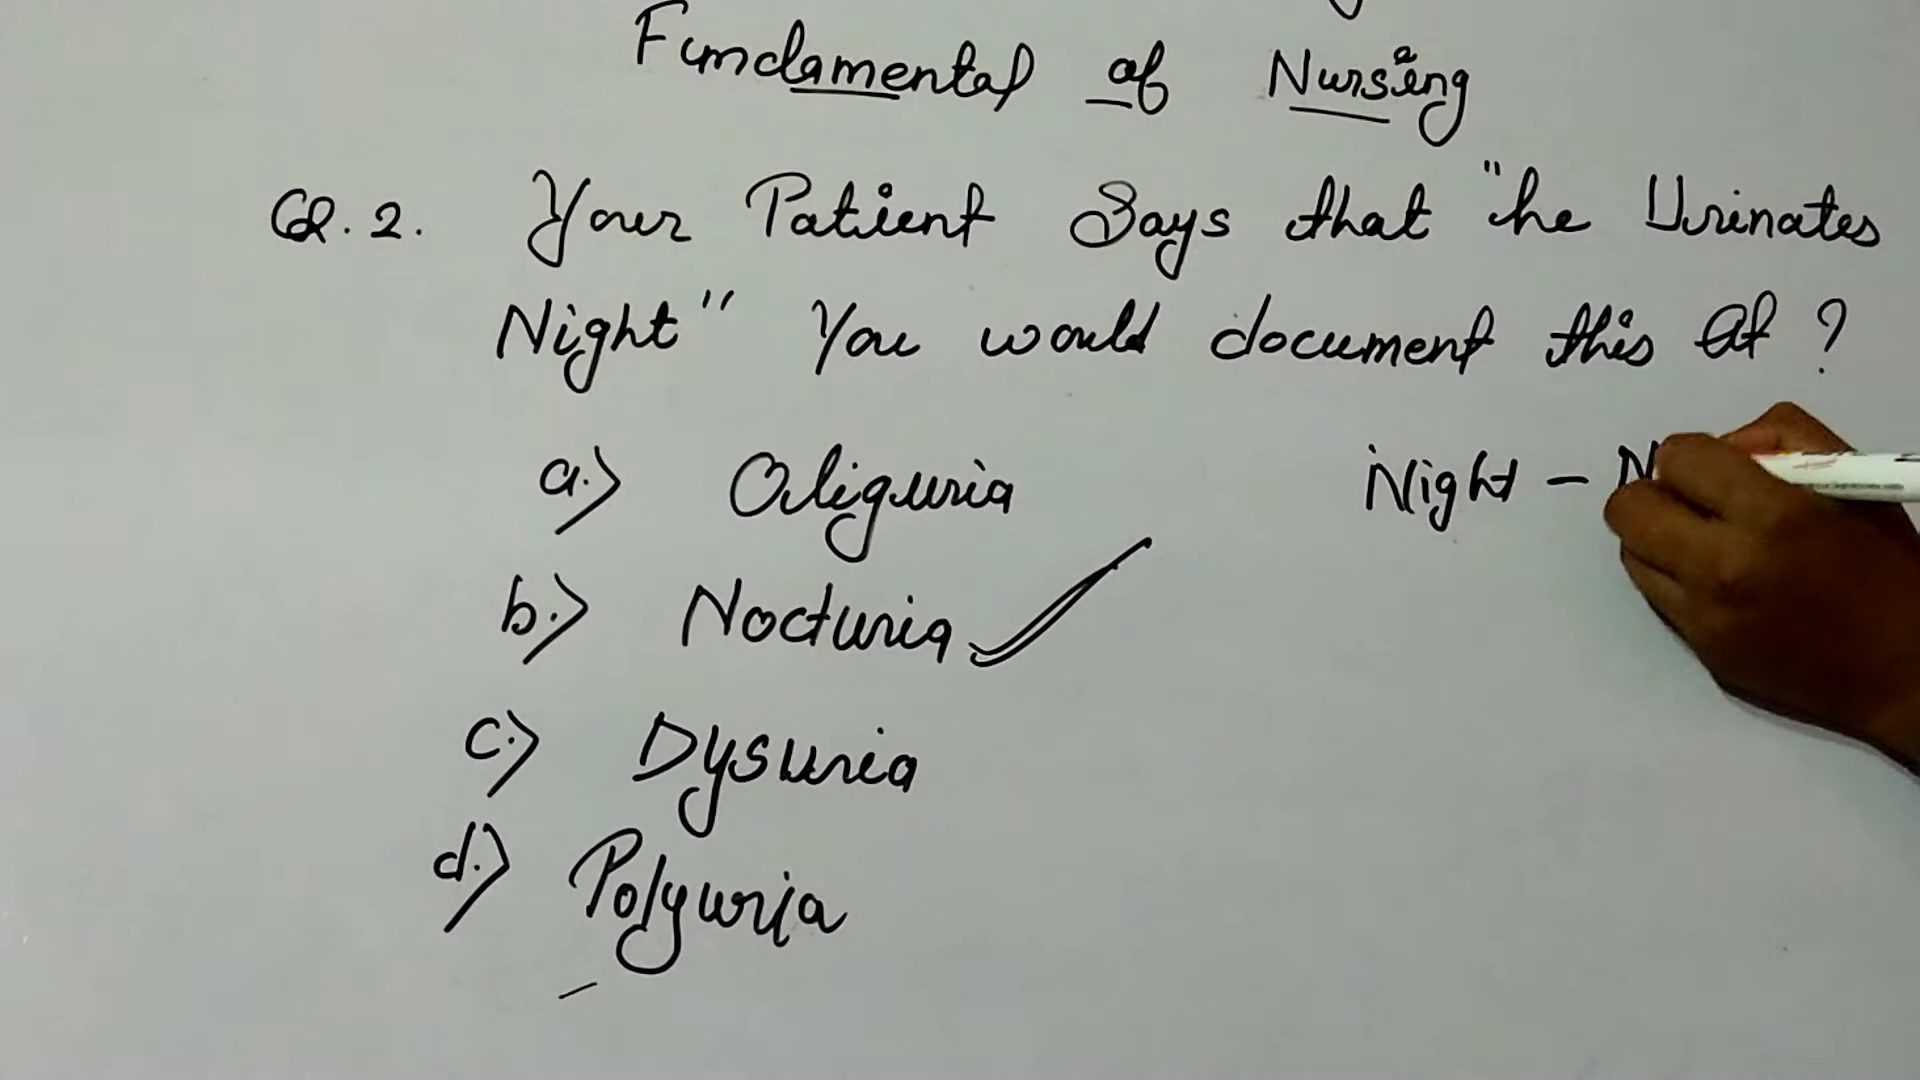 Fundamental of Nursing
Q.2. Your Patient Says that "he Urinates
Night" You would document this at ?
a.) Oliguria
Night - N
b.) Nocturia
c.) Dysuria
d.) Polyuria